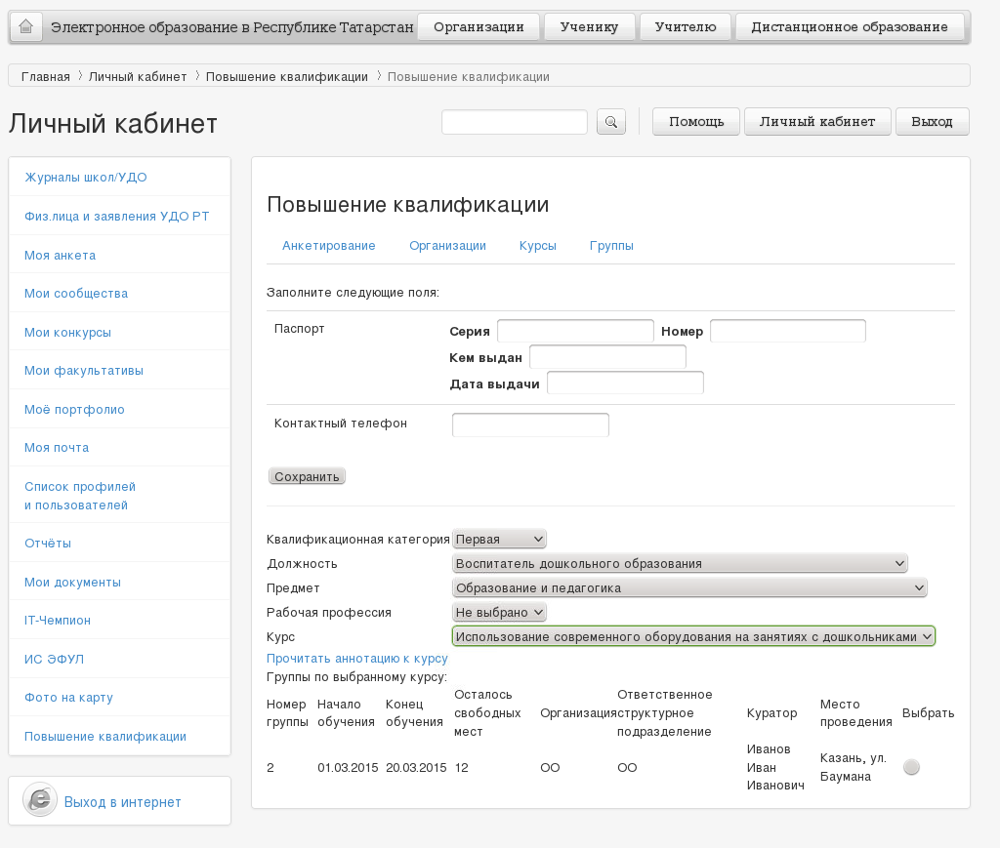 Электронное образование в Республике Татарстан Организации Ученику Учителю Дистанционное образование
Главная Личный кабинет Повышение квалификации Повышение квалификации
Личный кабинет Помощь Личный кабинет Выход
Журналы школ/УДО
Физ.лица и заявления УДО РТ
Моя анкета
Мои сообщества
Мои конкурсы
Мои факультативы
Моё портфолио
Моя почта
Список профилей
и пользователей
Отчёты
Мои документы
IT-Чемпион
ИС ЭФУЛ
Фото на карту
Повышение квалификации
Выход в интернет
Повышение квалификации
Анкетирование Организации Курсы Группы
Заполните следующие поля:
Паспорт Серия Номер
Кем выдан
Дата выдачи
Контактный телефон
Сохранить
Квалификационная категория Первая
Должность Воспитатель дошкольного образования
Предмет Образование и педагогика
Рабочая профессия Не выбрано
Курс Использование современного оборудования на занятиях с дошкольниками
Прочитать аннотацию к курсу
Группы по выбранному курсу:
Номер группы Начало обучения Конец обучения Осталось свободных мест Организация Ответственное структурное подразделение Куратор Место проведения Выбрать
2 01.03.2015 20.03.2015 12 ОО ОО Иванов Иван Иванович Казань, ул. Баумана